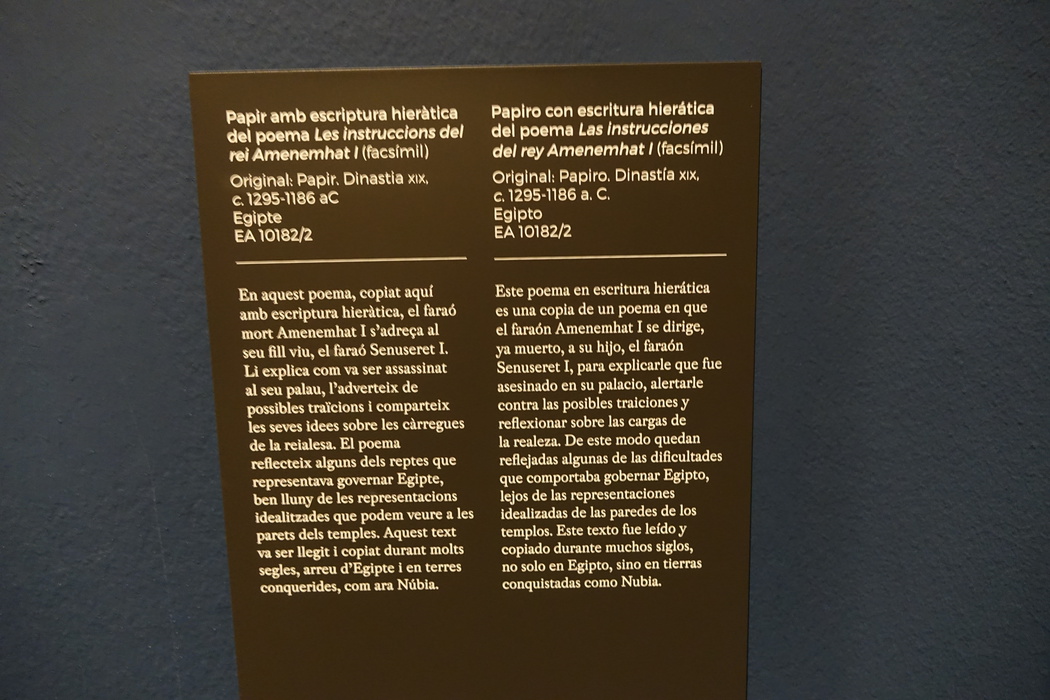 Papir amb escriptura hieràtica
del poema Les instruccions del
rei Amenemhat I (facsímil)
Original: Papir. Dinastia XIX,
c. 1295-1186 aC
Egipte
EA 10182/2
En aquest poema, copiat aquí
amb escriptura hieràtica, el faraó
mort Amenemhat I s'adreça al
seu fill viu, el faraó Senuseret I.
Li explica com va ser assassinat
al seu palau, l'adverteix de
possibles traïcions i comparteix
les seves idees sobre les càrregues
de la reialesa. El poema
reflecteix alguns dels reptes que
representava governar Egipte,
ben lluny de les representacions
idealitzades que podem veure a les
parets dels temples. Aquest text
va ser llegit i copiat durant molts
segles, arreu d'Egipte i en terres
conquerides, com ara Núbia.
Papiro con escritura hierática
del poema Las instrucciones
del rey Amenemhat I (facsímil)
Original: Papiro. Dinastía XIX,
c. 1295-1186 a. C.
Egipto
EA 10182/2
Este poema en escritura hierática
es una copia de un poema en que
el faraón Amenemhat I se dirige,
ya muerto, a su hijo, el faraón
Senuseret I, para explicarle que fue
asesinado en su palacio, alertarle
contra las posibles traiciones y
reflexionar sobre las cargas de
la realeza. De este modo quedan
reflejadas algunas de las dificultades
que comportaba gobernar Egipto,
lejos de las representaciones
idealizadas de las paredes de los
templos. Este texto fue leído y
copiado durante muchos siglos,
no solo en Egipto, sino en tierras
conquistadas como Nubia.